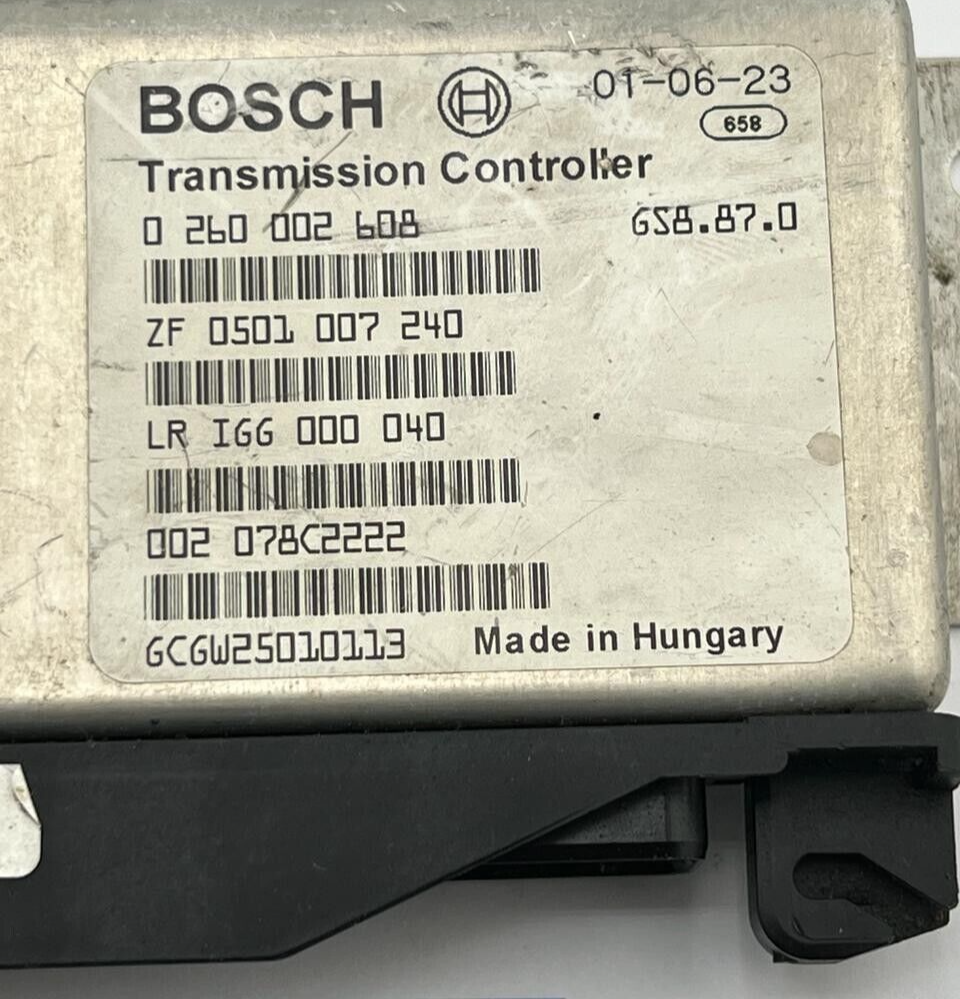 BOSCH 01-06-23
658
Transmission Controller
0 260 002 608 GS8.87.0
ZF 0501 007 240
LR IGG 000 040
002 078C2222
GCGW25010113 Made in Hungary